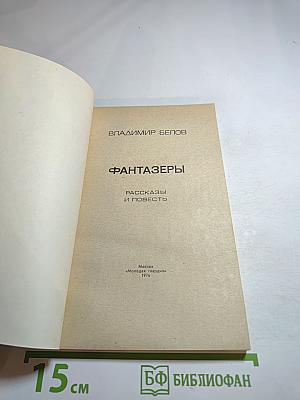 ВЛАДИМИР БЕЛОВ
ФАНТАЗЕРЫ
РАССКАЗЫ
И ПОВЕСТЬ
Москва
«Молодая гвардия»
1976
15 см
БФ БИБЛИОФАН